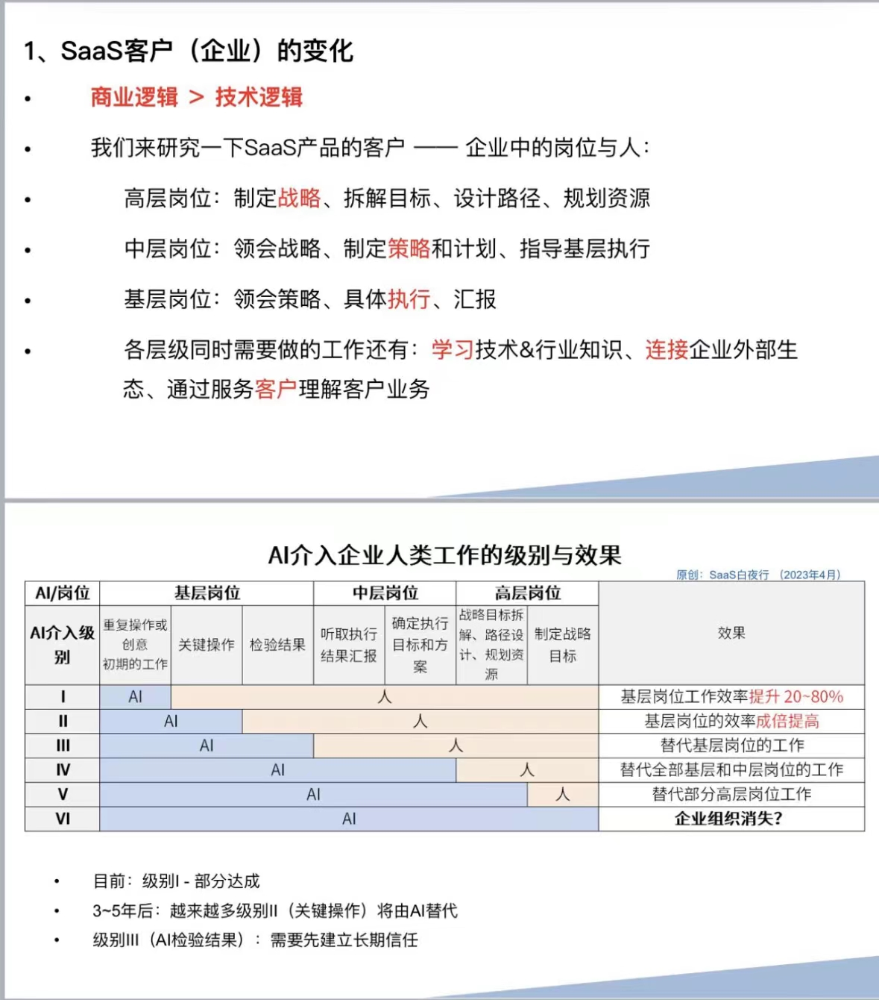 1、SaaS客户（企业）的变化
• 商业逻辑 > 技术逻辑
• 我们来研究一下SaaS产品的客户 —— 企业中的岗位与人：
• 高层岗位：制定战略、拆解目标、设计路径、规划资源
• 中层岗位：领会战略、制定策略和计划、指导基层执行
• 基层岗位：领会策略、具体执行、汇报
• 各层级同时需要做的工作还有：学习技术&行业知识、连接企业外部生
态、通过服务客户理解客户业务
AI介入企业人类工作的级别与效果
原创：SaaS白夜行 （2023年4月）
AI/岗位 基层岗位 中层岗位 高层岗位
效果
AI介入级
别
重复操作或
创意
初期的工作
关键操作
检验结果
听取执行
结果汇报
确定执行
目标和方
案
战略目标拆
解、路径设
计、规划资
源
制定战略
目标
I AI 人 基层岗位工作效率提升 20~80%
II AI 人 基层岗位的效率成倍提高
III AI 人 替代基层岗位的工作
IV AI 人 替代全部基层和中层岗位的工作
V AI 人 替代部分高层岗位工作
VI AI 企业组织消失？
• 目前：级别I - 部分达成
• 3~5年后：越来越多级别II（关键操作）将由AI替代
• 级别III（AI检验结果）：需要先建立长期信任